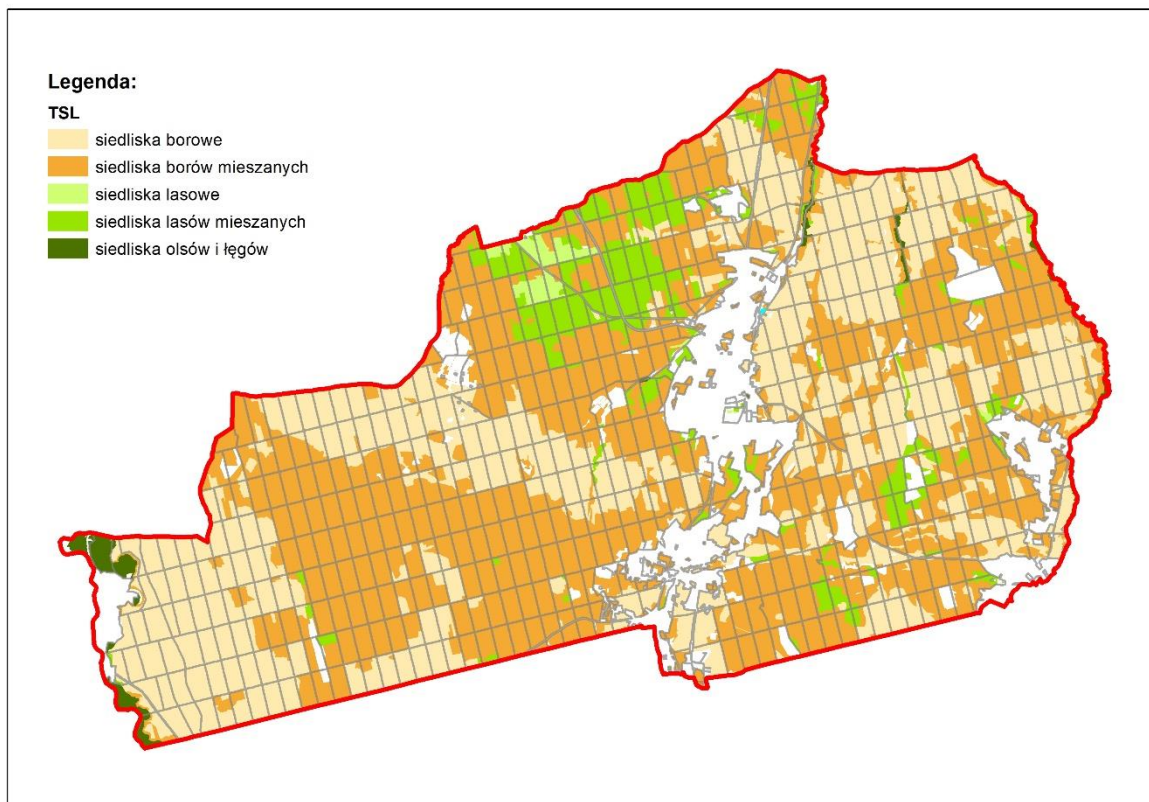 Legenda:
TSL
siedliska borowe
siedliska borów mieszanych
siedliska lasowe
siedliska lasów mieszanych
siedliska olsów i łęgów